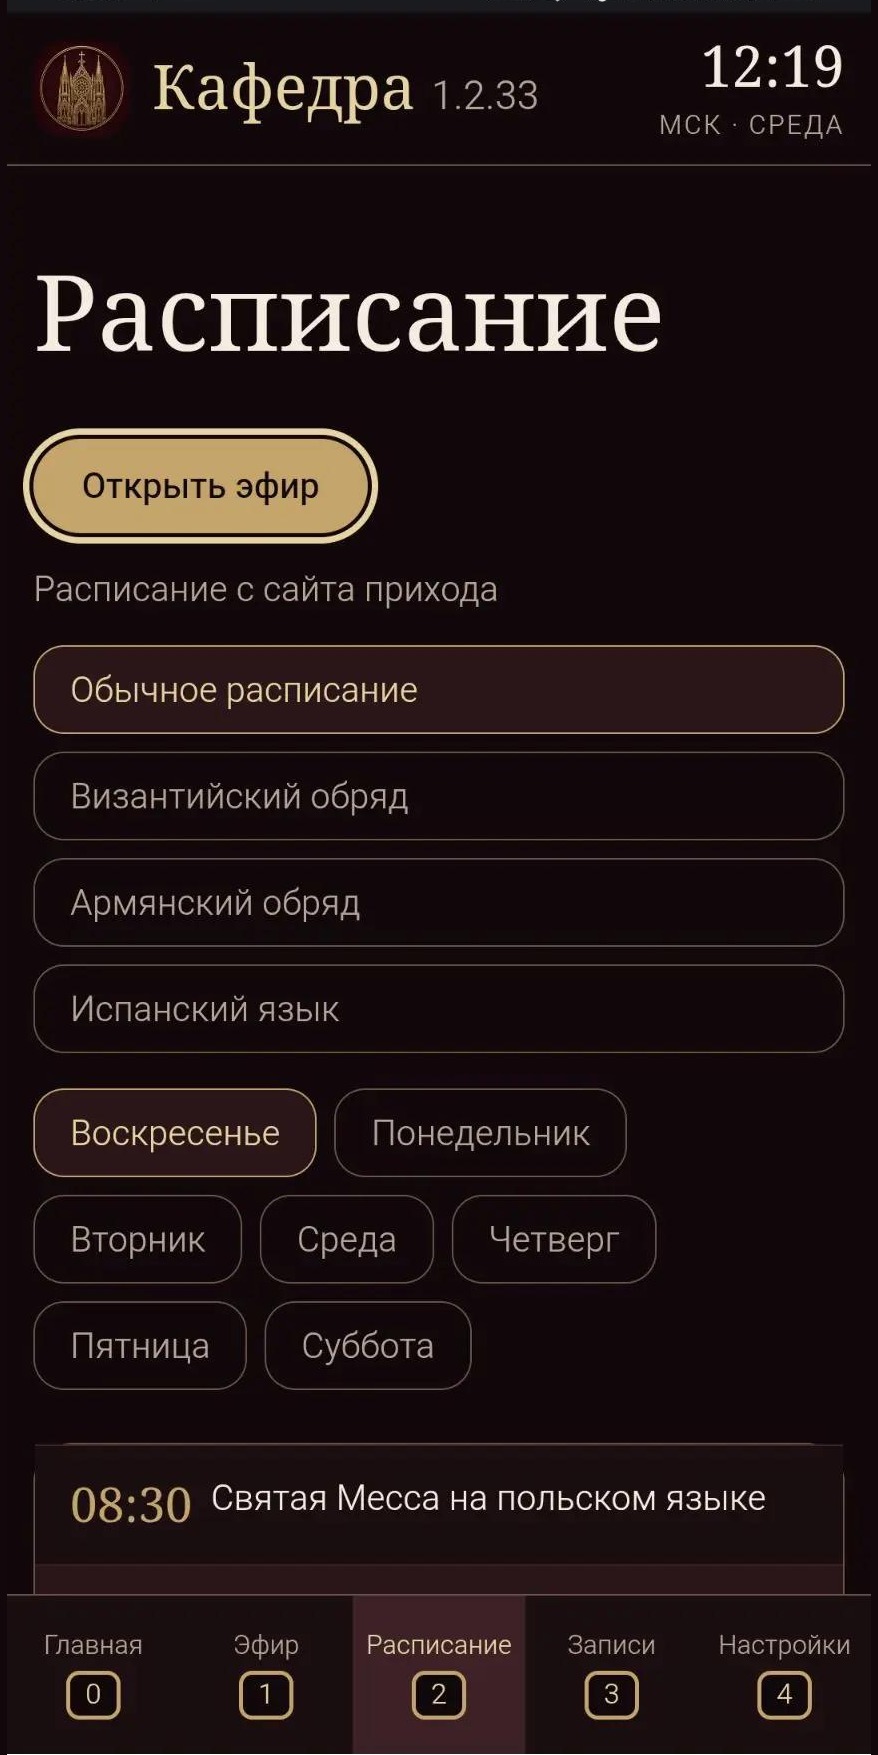 Кафедра 1.2.33
12:19
МСК · СРЕДА
Расписание
Открыть эфир
Расписание с сайта прихода
Обычное расписание
Византийский обряд
Армянский обряд
Испанский язык
Воскресенье Понедельник
Вторник Среда Четверг
Пятница Суббота
08:30 Святая Месса на польском языке
Главная Эфир Расписание Записи Настройки
0 1 2 3 4